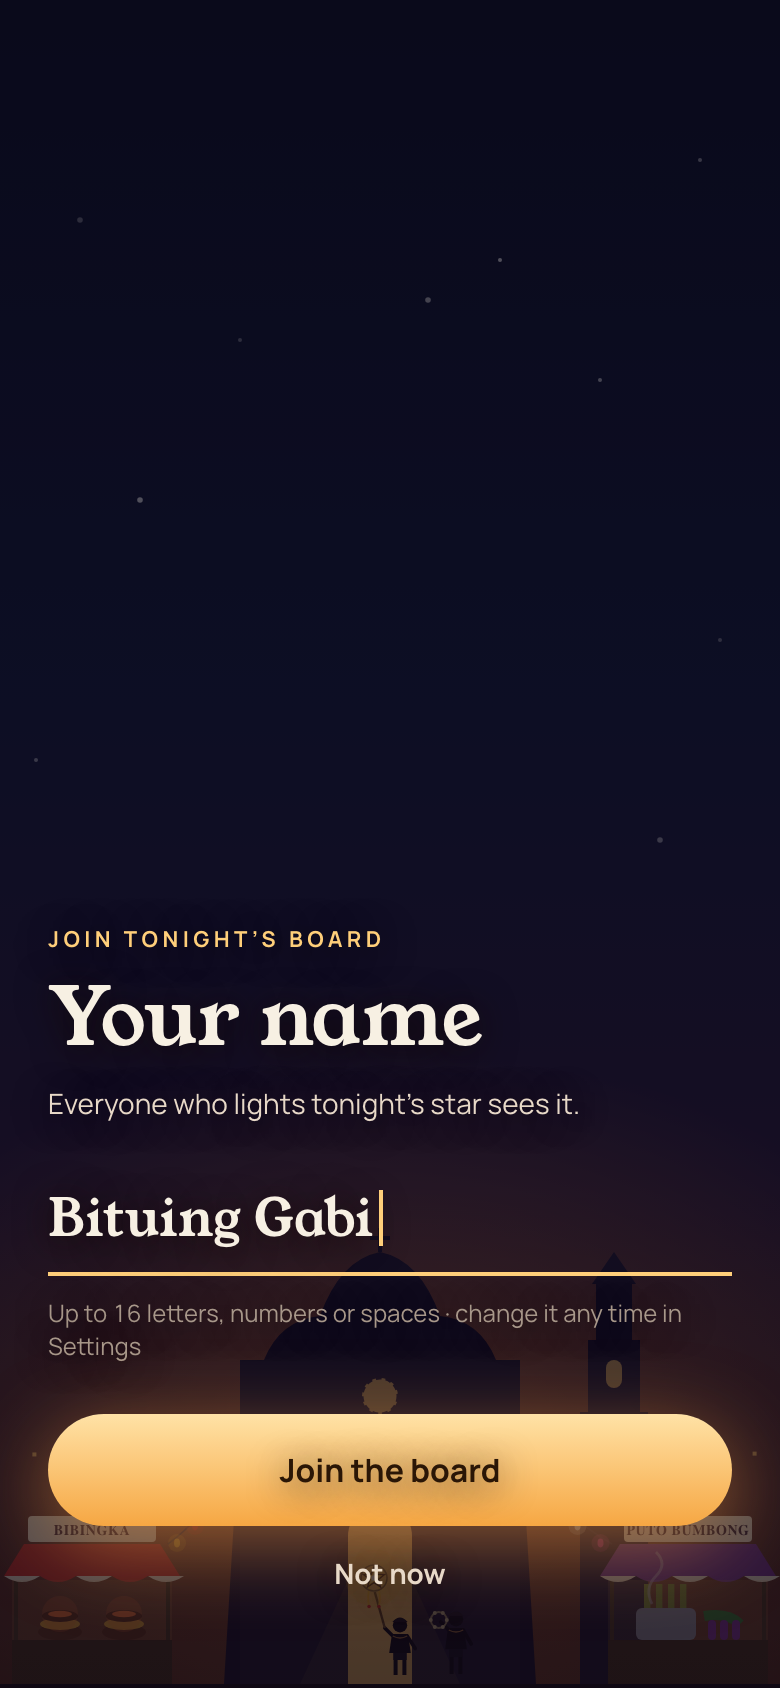 JOIN TONIGHT’S BOARD
Your name
Everyone who lights tonight’s star sees it.
Bituing Gabi
Up to 16 letters, numbers or spaces · change it any time in
Settings
Join the board
BIBINGKA
PUTO BUMBONG
Not now